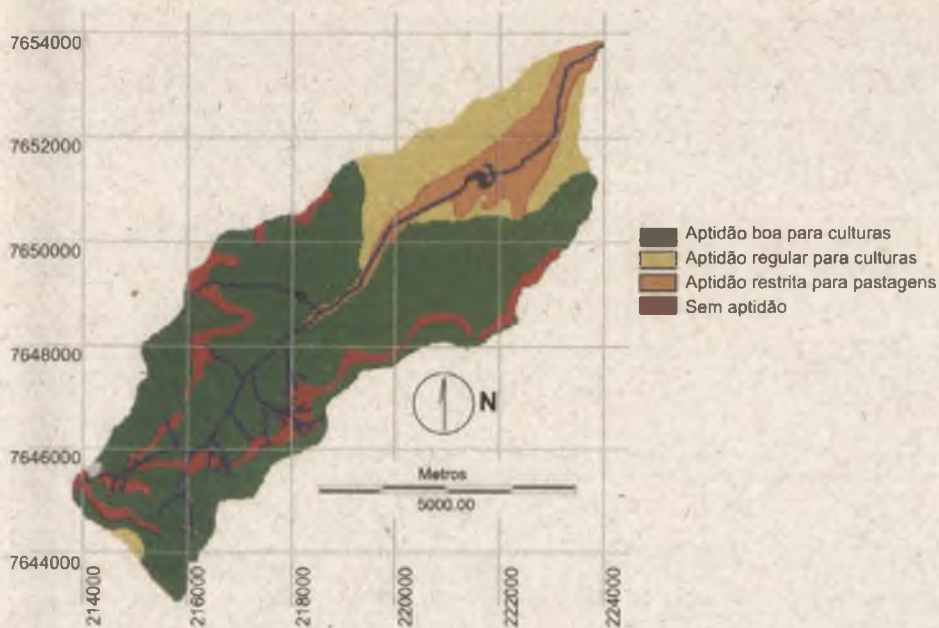 7654000
7652000
7650000
7648000
7646000
7644000
214000
216000
218000
220000
222000
224000
Aptidão boa para culturas
Aptidão regular para culturas
Aptidão restrita para pastagens
Sem aptidão
N
Metros
5000.00